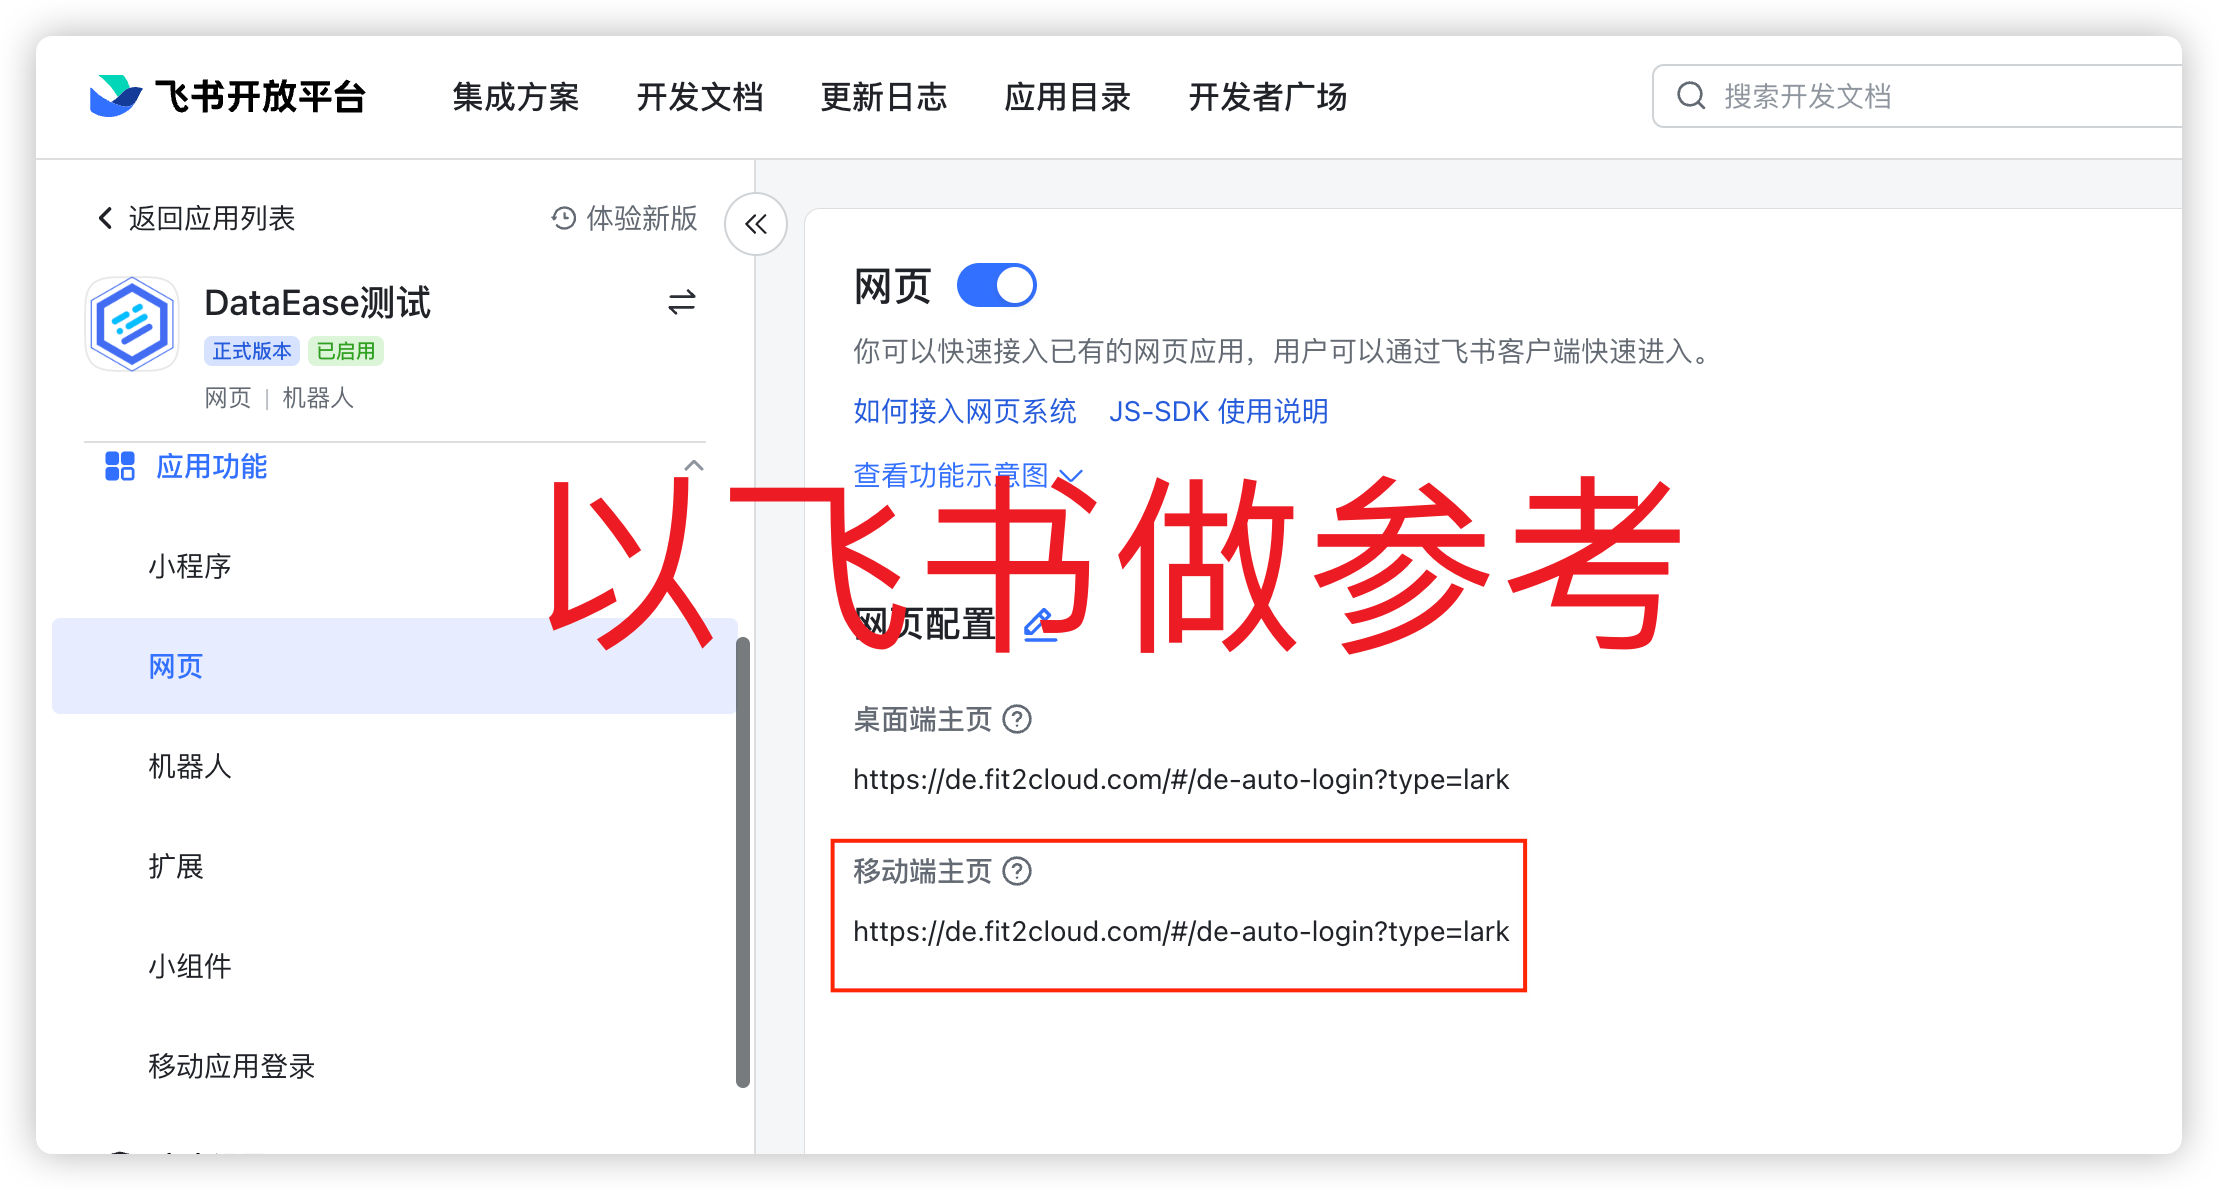 飞书开放平台 集成方案 开发文档 更新日志 应用目录 开发者广场 搜索开发文档
返回应用列表 体验新版
DataEase测试
正式版本 已启用
网页 | 机器人
应用功能
小程序
网页
机器人
扩展
小组件
移动应用登录
网页
你可以快速接入已有的网页应用，用户可以通过飞书客户端快速进入。
如何接入网页系统 JS-SDK 使用说明
查看功能示意图
以飞书做参考
网页配置
桌面端主页
https://de.fit2cloud.com/#/de-auto-login?type=lark
移动端主页
https://de.fit2cloud.com/#/de-auto-login?type=lark